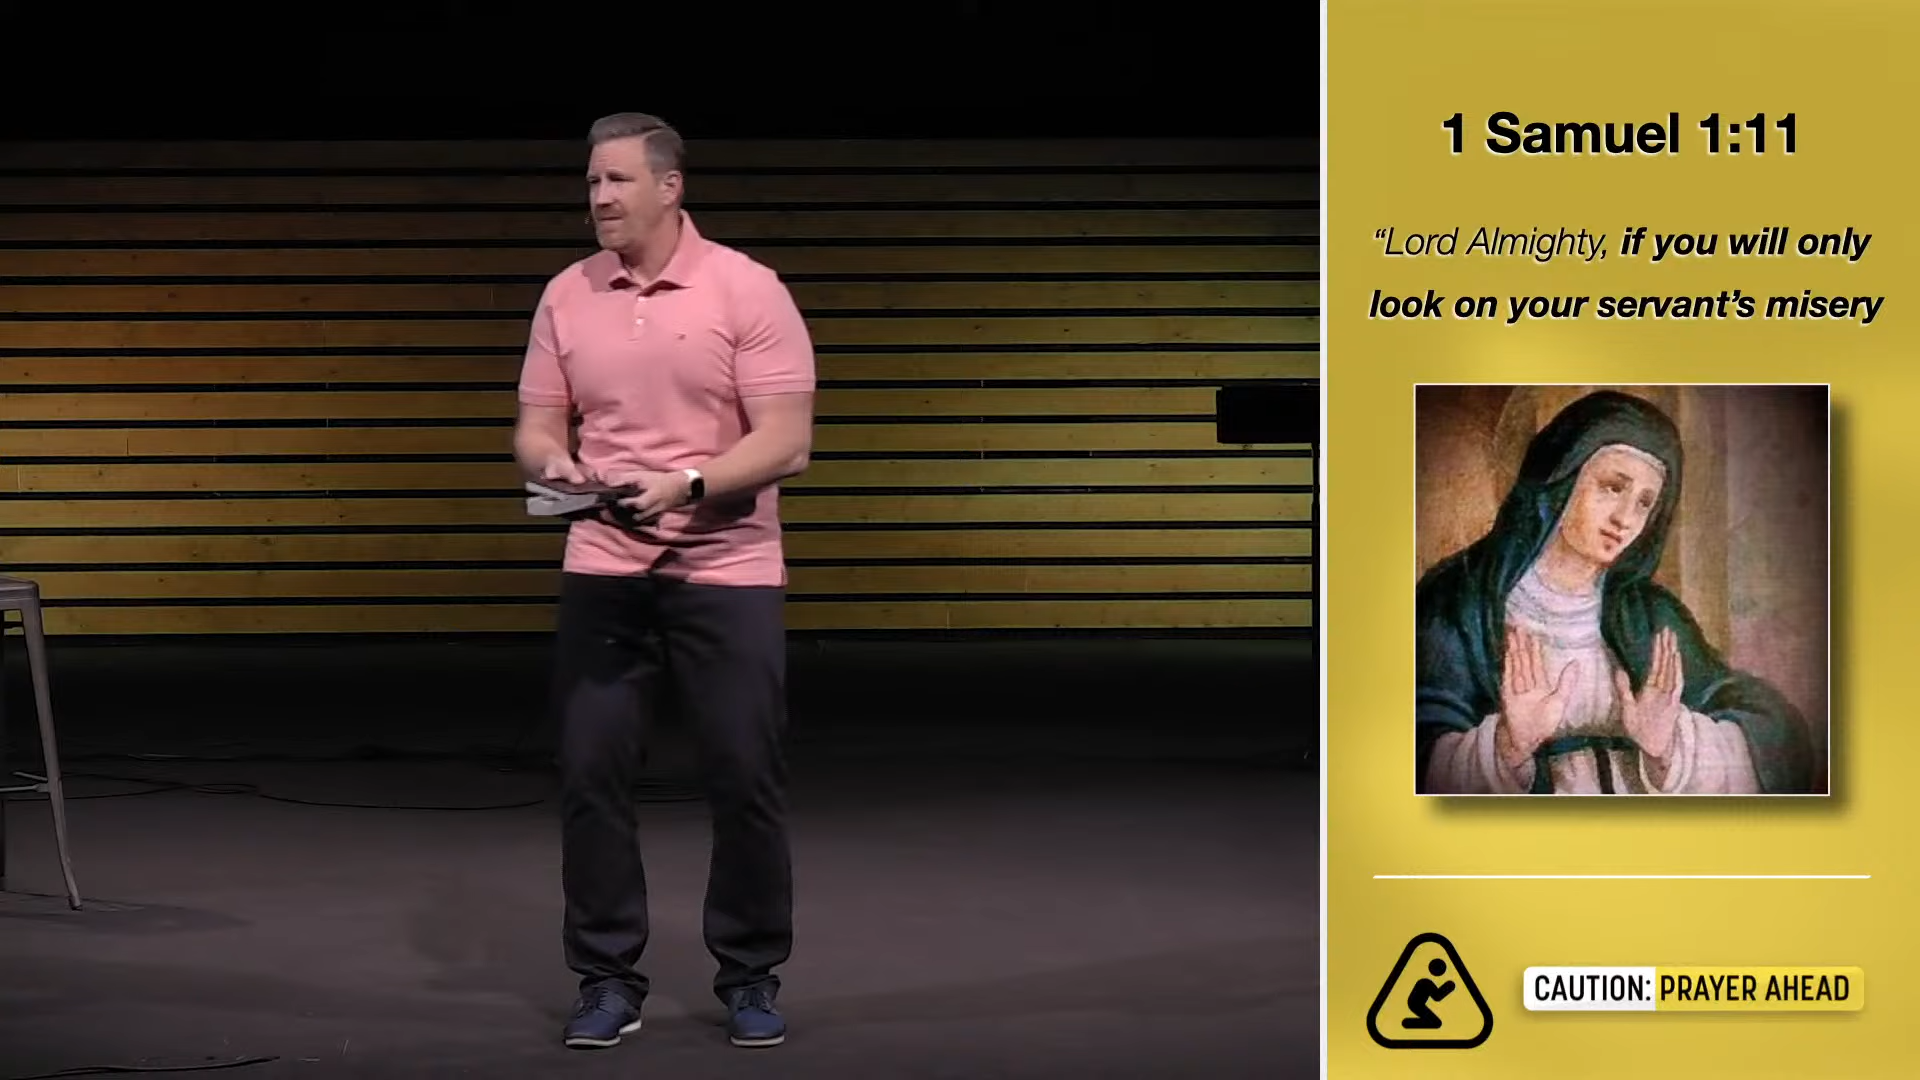 1 Samuel 1:11
“Lord Almighty, if you will only
look on your servant’s misery
CAUTION: PRAYER AHEAD